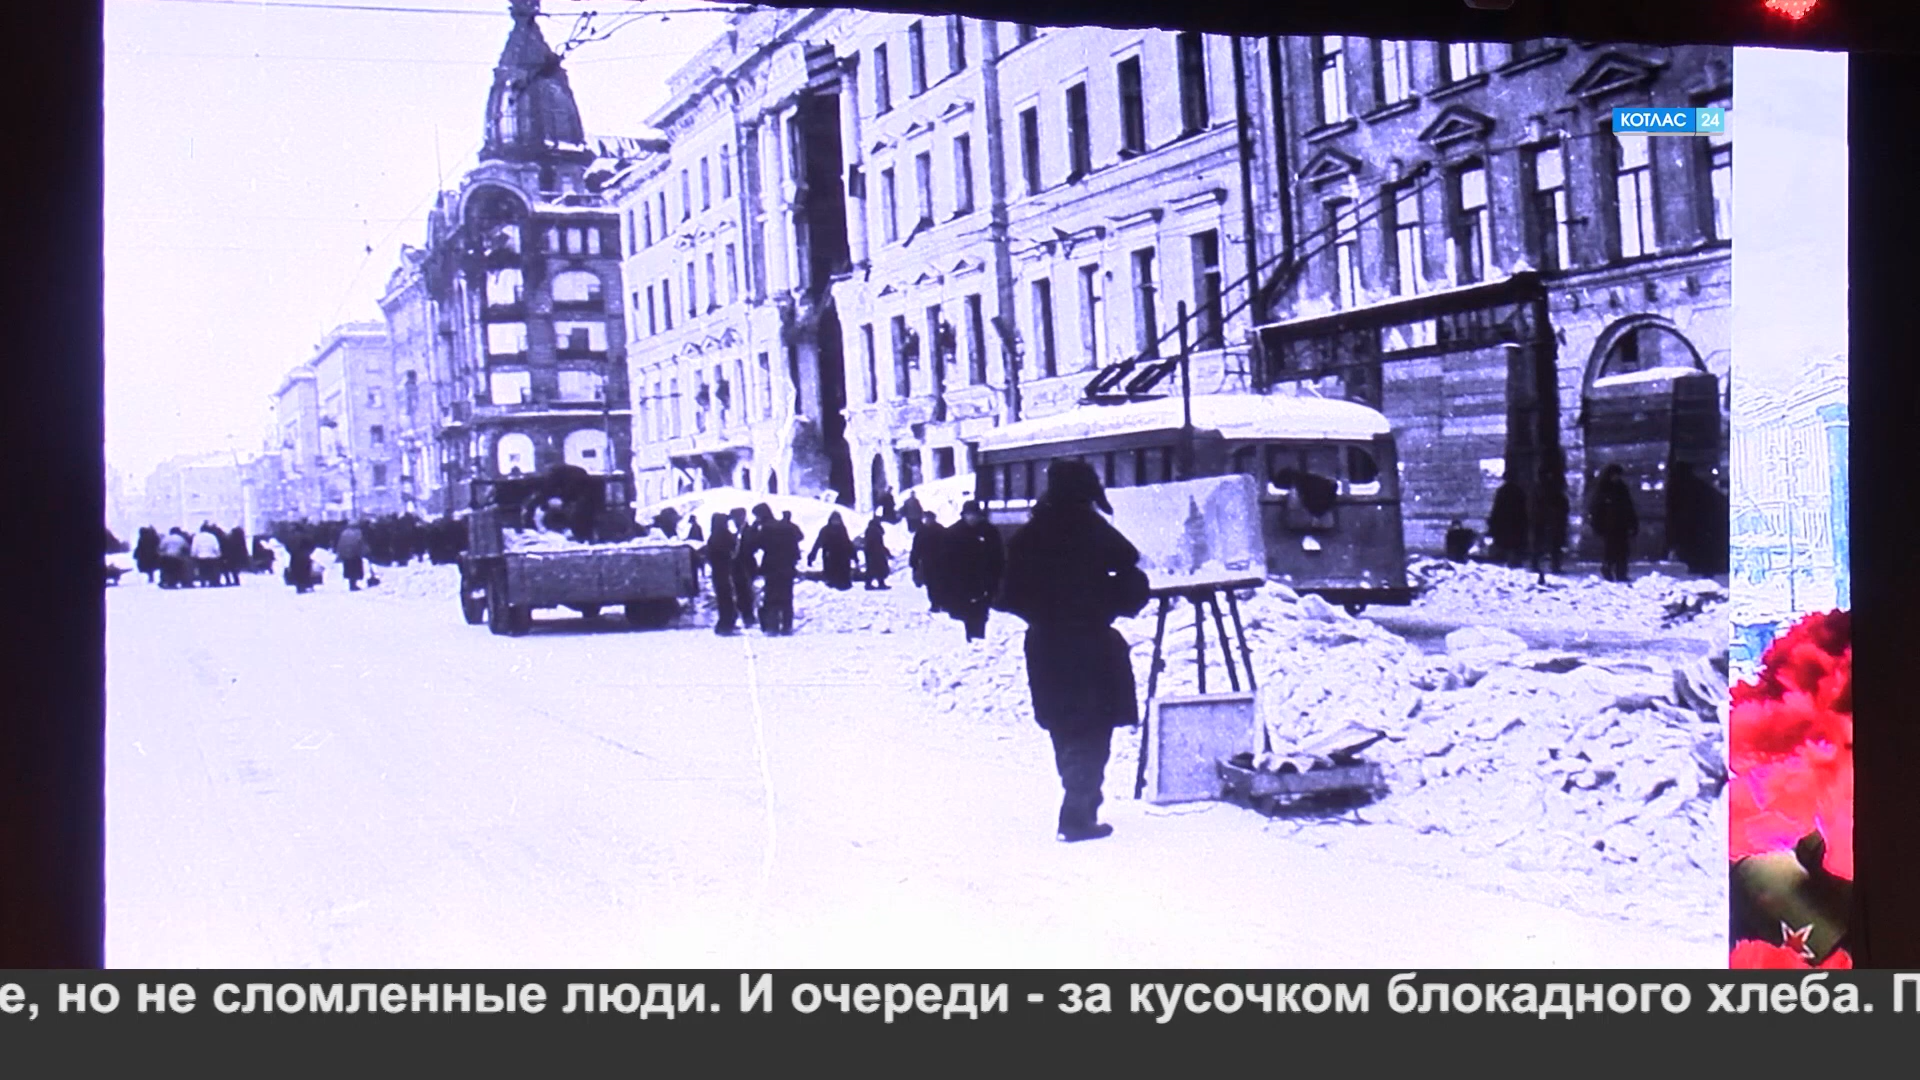 КОТЛАС 24
е, но не сломленные люди. И очереди - за кусочком блокадного хлеба. П